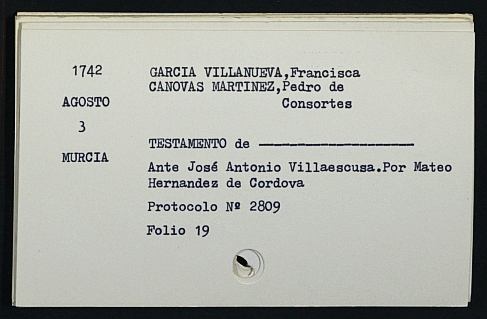 1742 GARCIA VILLANUEVA,Francisca
CANOVAS MARTINEZ,Pedro de
AGOSTO Consortes
3
TESTAMENTO de ————————————
MURCIA
Ante José Antonio Villaescusa.Por Mateo
Hernandez de Cordova
Protocolo Nº 2809
Folio 19